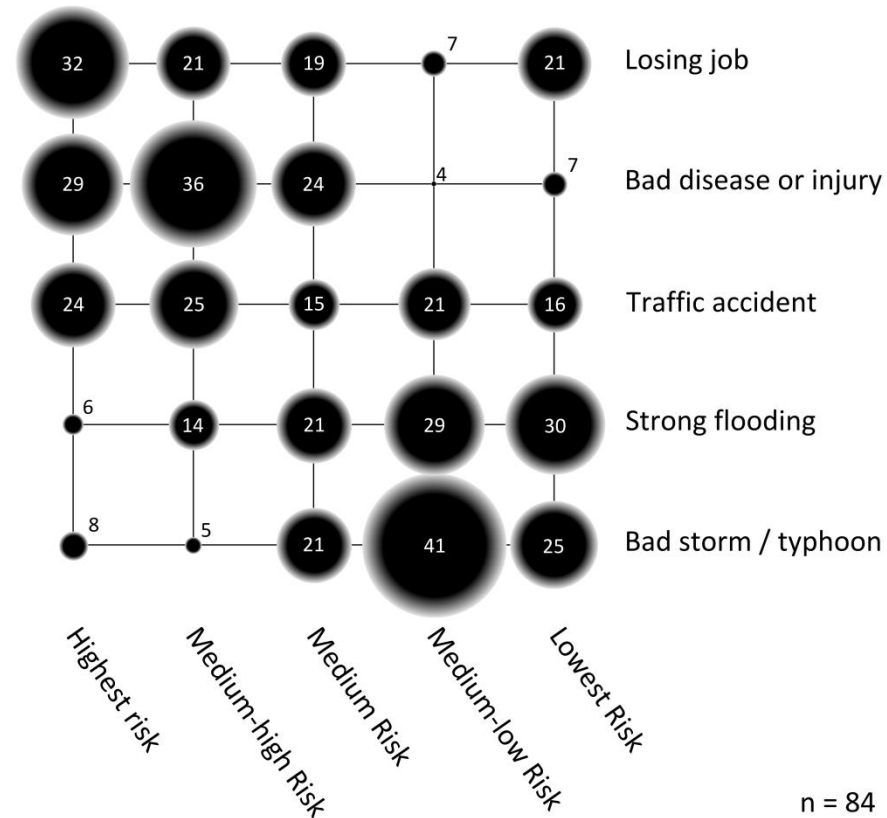 32 21 19 7 21 Losing job
29 36 24 4 7 Bad disease or injury
24 25 15 21 16 Traffic accident
6 14 21 29 30 Strong flooding
8 5 21 41 25 Bad storm / typhoon
Highest risk
Medium-high Risk
Medium Risk
Medium-low Risk
Lowest Risk
n = 84